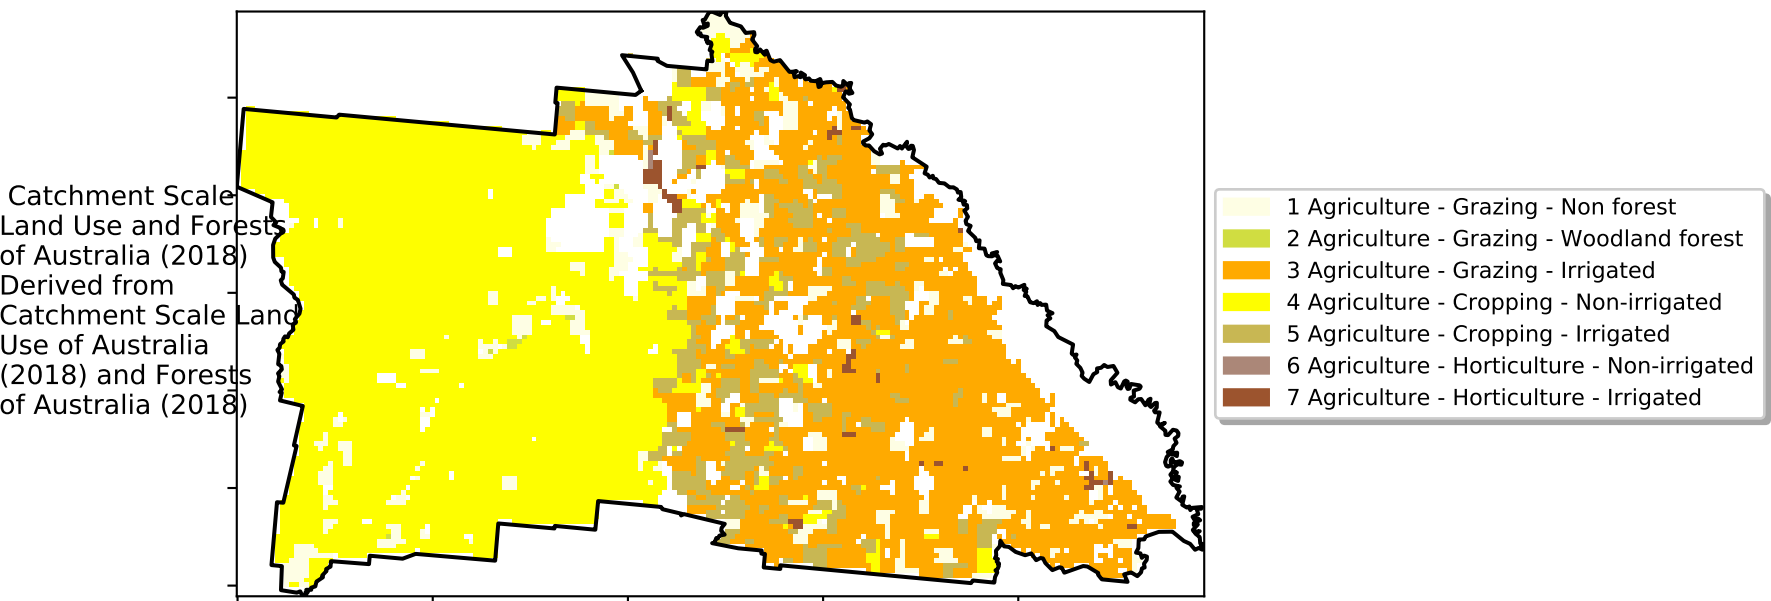 Catchment Scale
Land Use and Forests
of Australia (2018)
Derived from
Catchment Scale Land
Use of Australia
(2018) and Forests
of Australia (2018)
1 Agriculture - Grazing - Non forest
2 Agriculture - Grazing - Woodland forest
3 Agriculture - Grazing - Irrigated
4 Agriculture - Cropping - Non-irrigated
5 Agriculture - Cropping - Irrigated
6 Agriculture - Horticulture - Non-irrigated
7 Agriculture - Horticulture - Irrigated